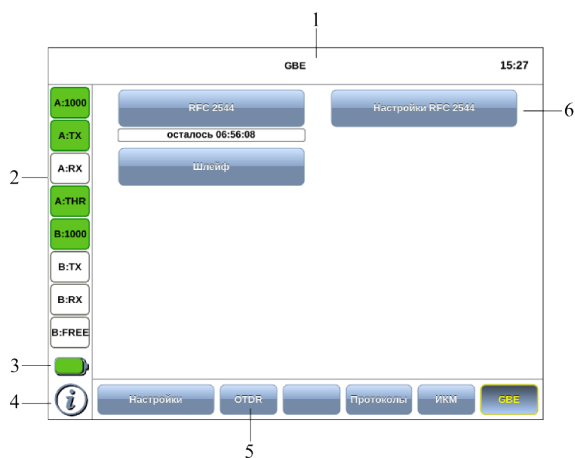 1
GBE 15:27
A:1000 RFC 2544 Настройки RFC 2544 6
A:TX осталось 06:56:08
2 A:RX Шлейф
A:THR
B:1000
B:TX
B:RX
B:FREE
3
4 i Настройки OTDR Протоколы ИКМ GBE
5